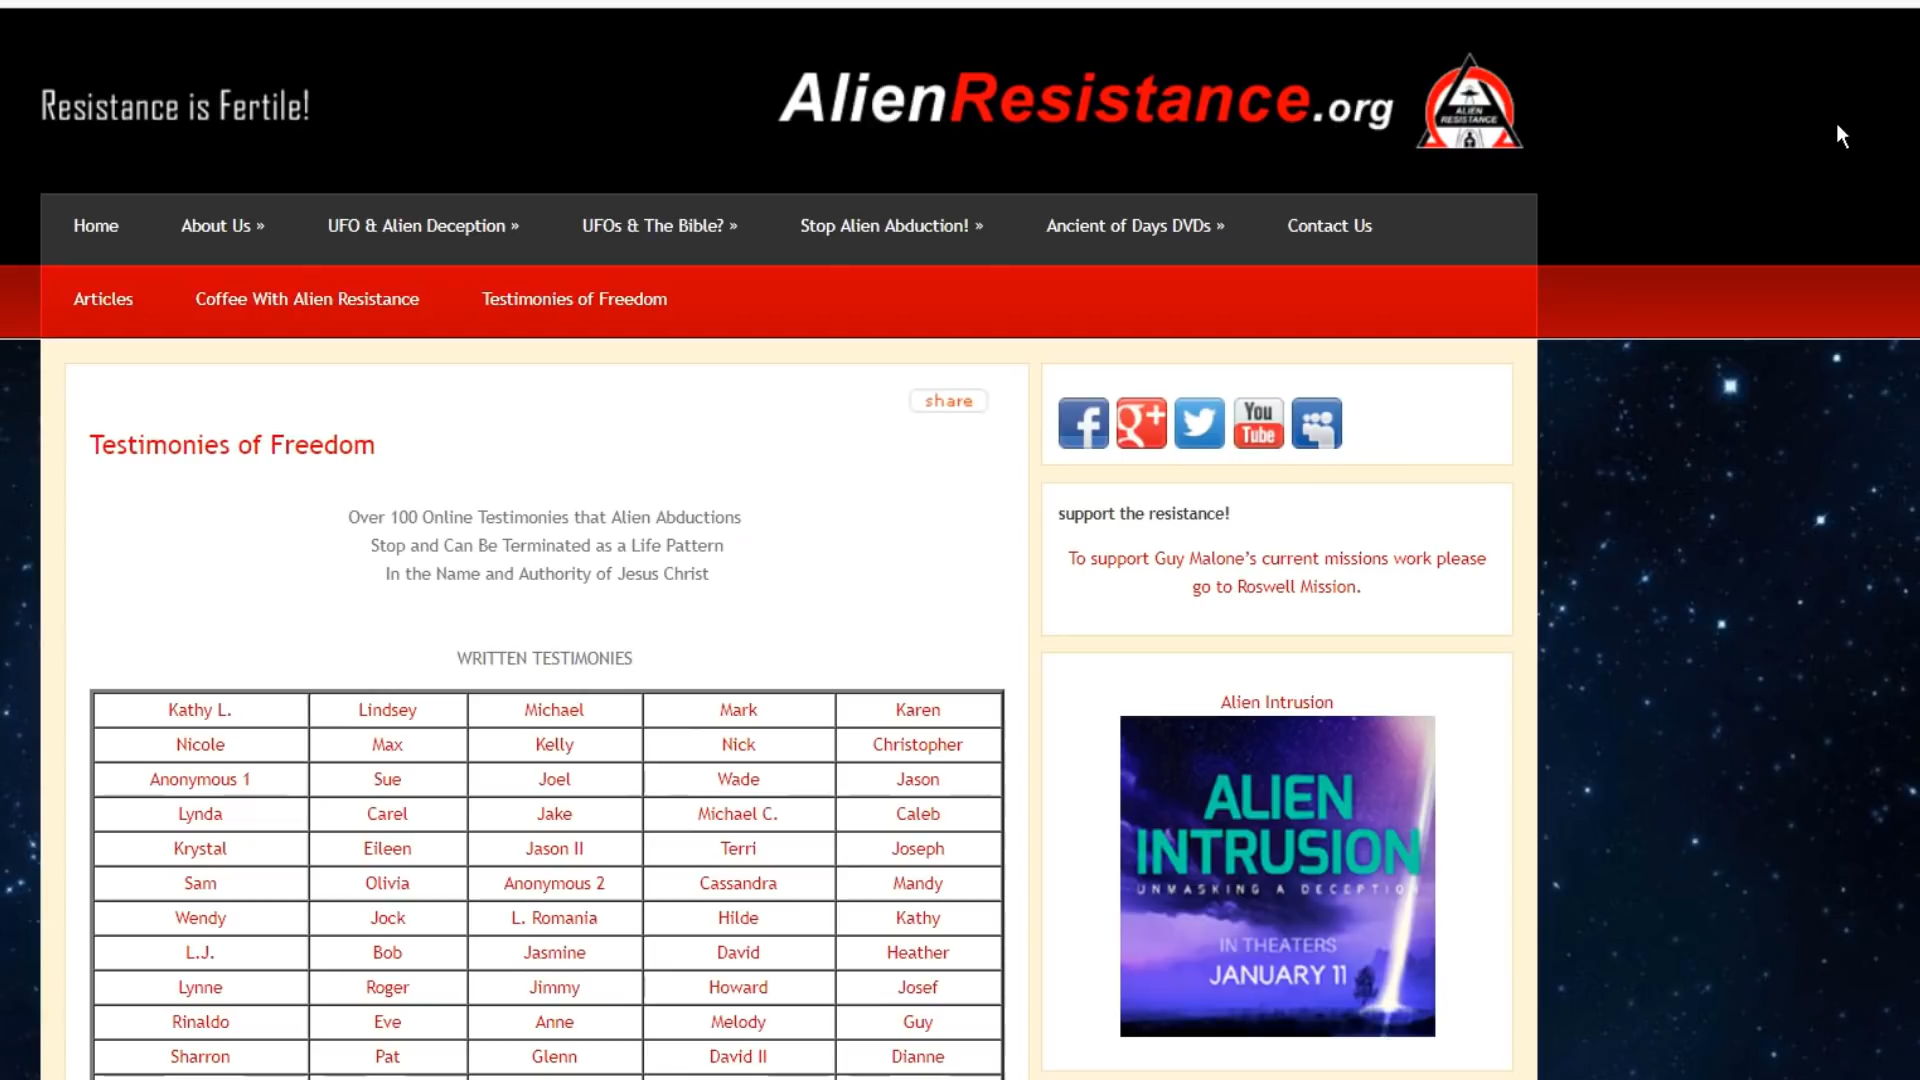 Resistance is Fertile!
AlienResistance.org
ALIEN
RESISTANCE
Home About Us » UFO & Alien Deception » UFOs & The Bible? » Stop Alien Abduction! » Ancient of Days DVDs » Contact Us
Articles Coffee With Alien Resistance Testimonies of Freedom
share
Testimonies of Freedom
Over 100 Online Testimonies that Alien Abductions
Stop and Can Be Terminated as a Life Pattern
In the Name and Authority of Jesus Christ
WRITTEN TESTIMONIES
Kathy L. Lindsey Michael Mark Karen
Nicole Max Kelly Nick Christopher
Anonymous 1 Sue Joel Wade Jason
Lynda Carel Jake Michael C. Caleb
Krystal Eileen Jason II Terri Joseph
Sam Olivia Anonymous 2 Cassandra Mandy
Wendy Jock L. Romania Hilde Kathy
L.J. Bob Jasmine David Heather
Lynne Roger Jimmy Howard Josef
Rinaldo Eve Anne Melody Guy
Sharron Pat Glenn David II Dianne
f g+ You
Tube
support the resistance!
To support Guy Malone's current missions work please
go to Roswell Mission.
Alien Intrusion
ALIEN
INTRUSION
UNMASKING A DECEPTION
IN THEATERS
JANUARY 11